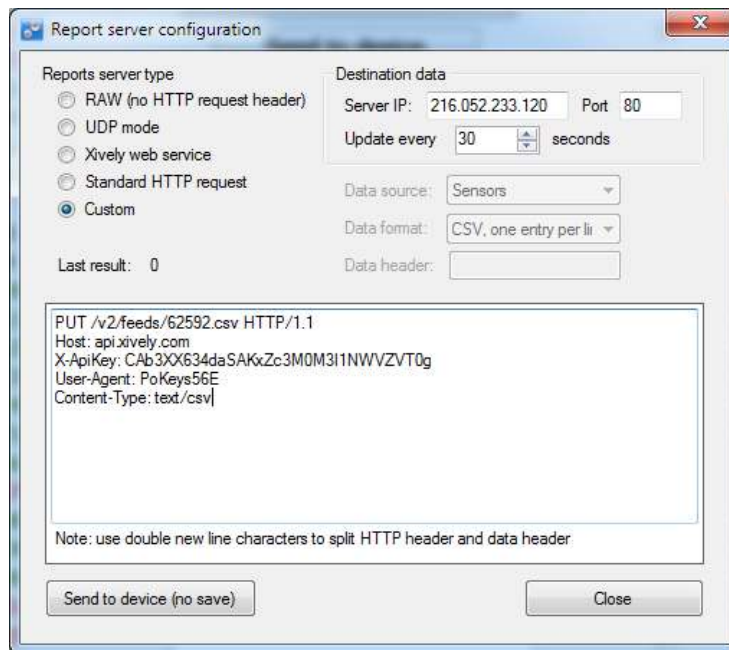 Report server configuration
Reports server type
RAW (no HTTP request header)
UDP mode
Xively web service
Standard HTTP request
Custom
Last result: 0
Destination data
Server IP: 216.052.233.120 Port 80
Update every 30 seconds
Data source: Sensors
Data format: CSV, one entry per li
Data header:
PUT /v2/feeds/62592.csv HTTP/1.1
Host: api.xively.com
X-ApiKey: CAb3XX634daSAKxZc3M0M3I1NWVZVT0g
User-Agent: PoKeys56E
Content-Type: text/csv
Note: use double new line characters to split HTTP header and data header
Send to device (no save)
Close